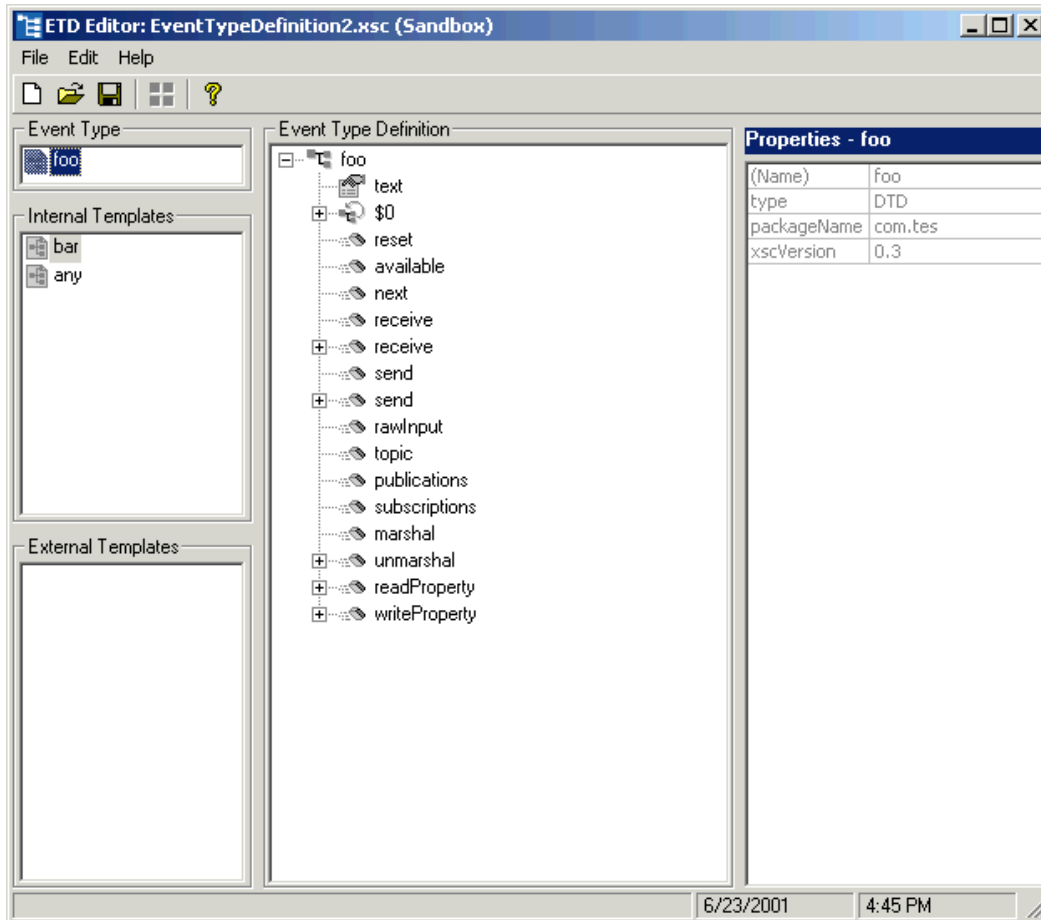 ETD Editor: EventTypeDefinition2.xsc (Sandbox)
File Edit Help
Event Type
foo
Internal Templates
bar
any
External Templates
Event Type Definition
foo
text
$0
reset
available
next
receive
receive
send
send
rawInput
topic
publications
subscriptions
marshal
unmarshal
readProperty
writeProperty
Properties - foo
(Name) foo
type DTD
packageName com.tes
xscVersion 0.3
6/23/2001 4:45 PM